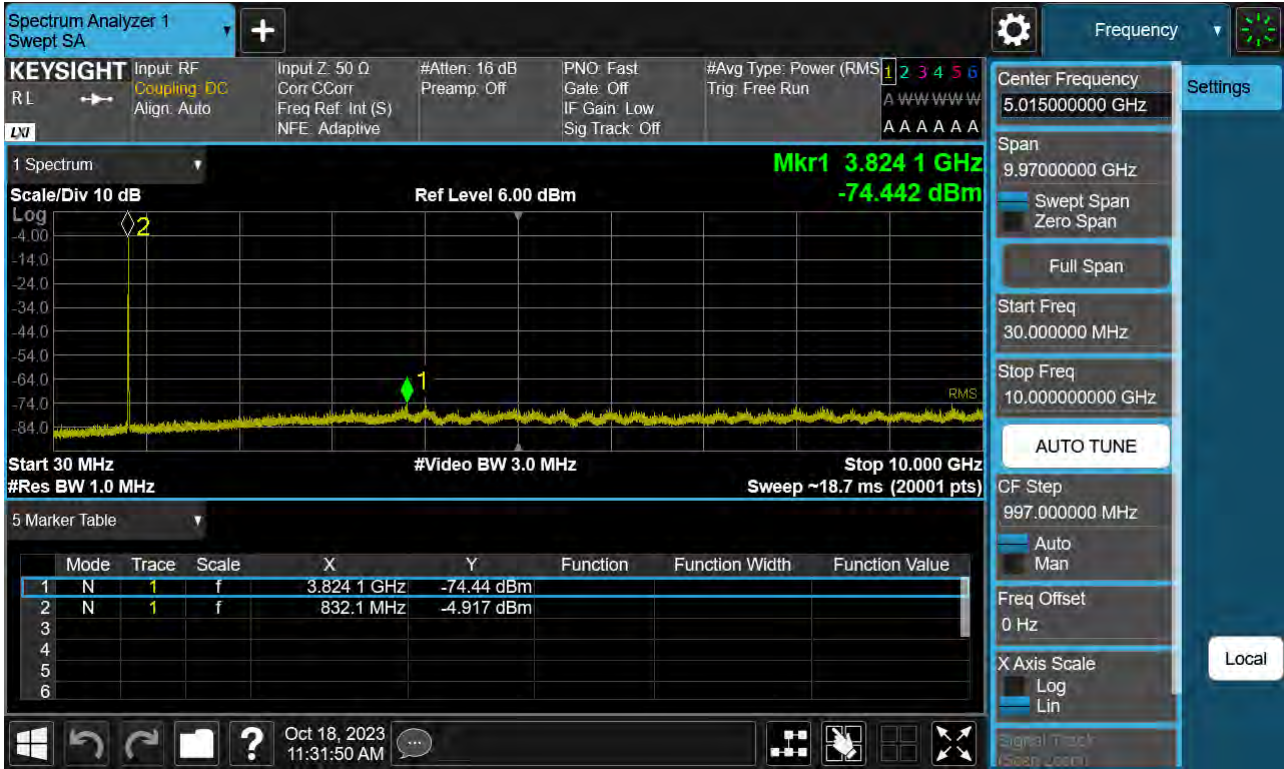 Spectrum Analyzer 1
Swept SA
+
Frequency
KEYSIGHT
RL
LXI
Input: RF
Coupling: DC
Align: Auto
Input Z: 50 Ω
Corr CCorr
Freq Ref: Int (S)
NFE: Adaptive
#Atten: 16 dB
Preamp: Off
PNO: Fast
Gate: Off
IF Gain: Low
Sig Track: Off
#Avg Type: Power (RMS
Trig: Free Run
1 2 3 4 5 6
A W W W W W
A A A A A A
Center Frequency
5.015000000 GHz
Settings
Span
9.97000000 GHz
Swept Span
Zero Span
Full Span
Start Freq
30.000000 MHz
Stop Freq
10.000000000 GHz
AUTO TUNE
CF Step
997.000000 MHz
Auto
Man
Freq Offset
0 Hz
X Axis Scale
Log
Lin
Signal Track
(Span Zoom)
Local
1 Spectrum
Mkr1 3.824 1 GHz
-74.442 dBm
Scale/Div 10 dB
Ref Level 6.00 dBm
Log
2
-4.00
-14.0
-24.0
-34.0
-44.0
-54.0
-64.0
1
-74.0
RMS
-84.0
Start 30 MHz
#Video BW 3.0 MHz
Stop 10.000 GHz
#Res BW 1.0 MHz
Sweep ~18.7 ms (20001 pts)
5 Marker Table
Mode Trace Scale X Y Function Function Width Function Value
1 N 1 f 3.824 1 GHz -74.44 dBm
2 N 1 f 832.1 MHz -4.917 dBm
3
4
5
6
?
Oct 18, 2023
11:31:50 AM